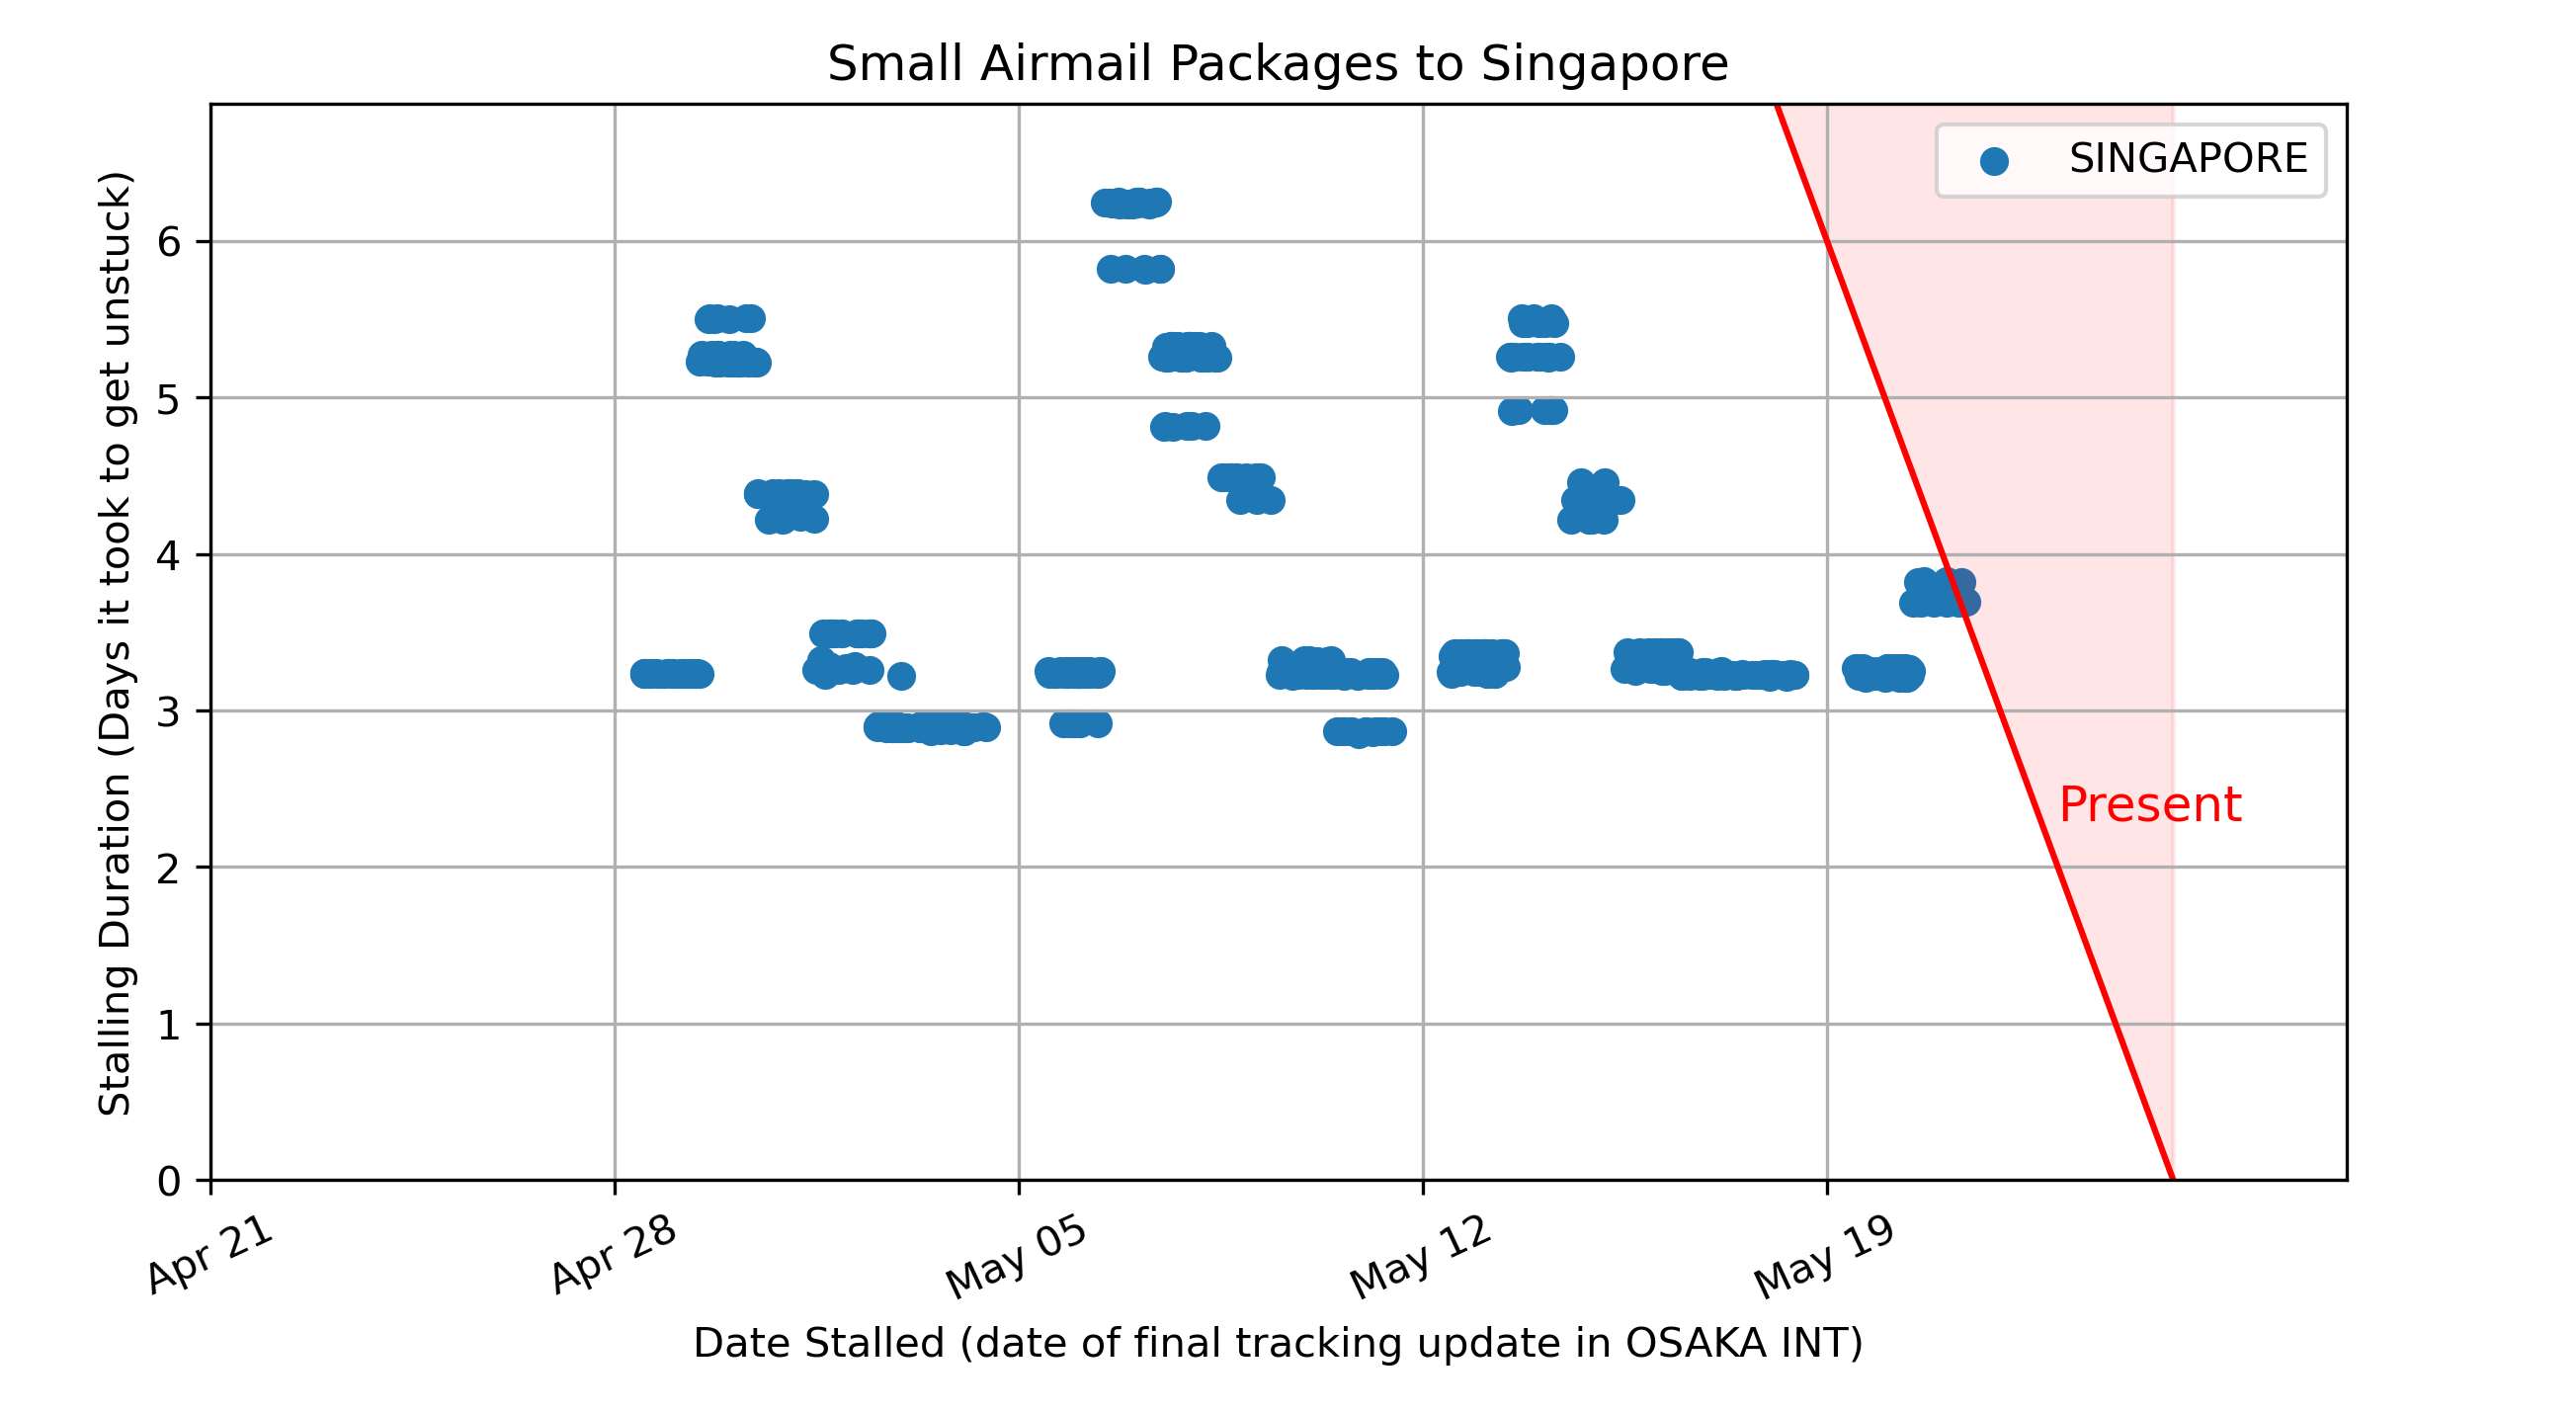 Small Airmail Packages to Singapore
SINGAPORE
Stalling Duration (Days it took to get unstuck)
6
5
4
3
2
1
0
Present
Apr 21
Apr 28
May 05
May 12
May 19
Date Stalled (date of final tracking update in OSAKA INT)